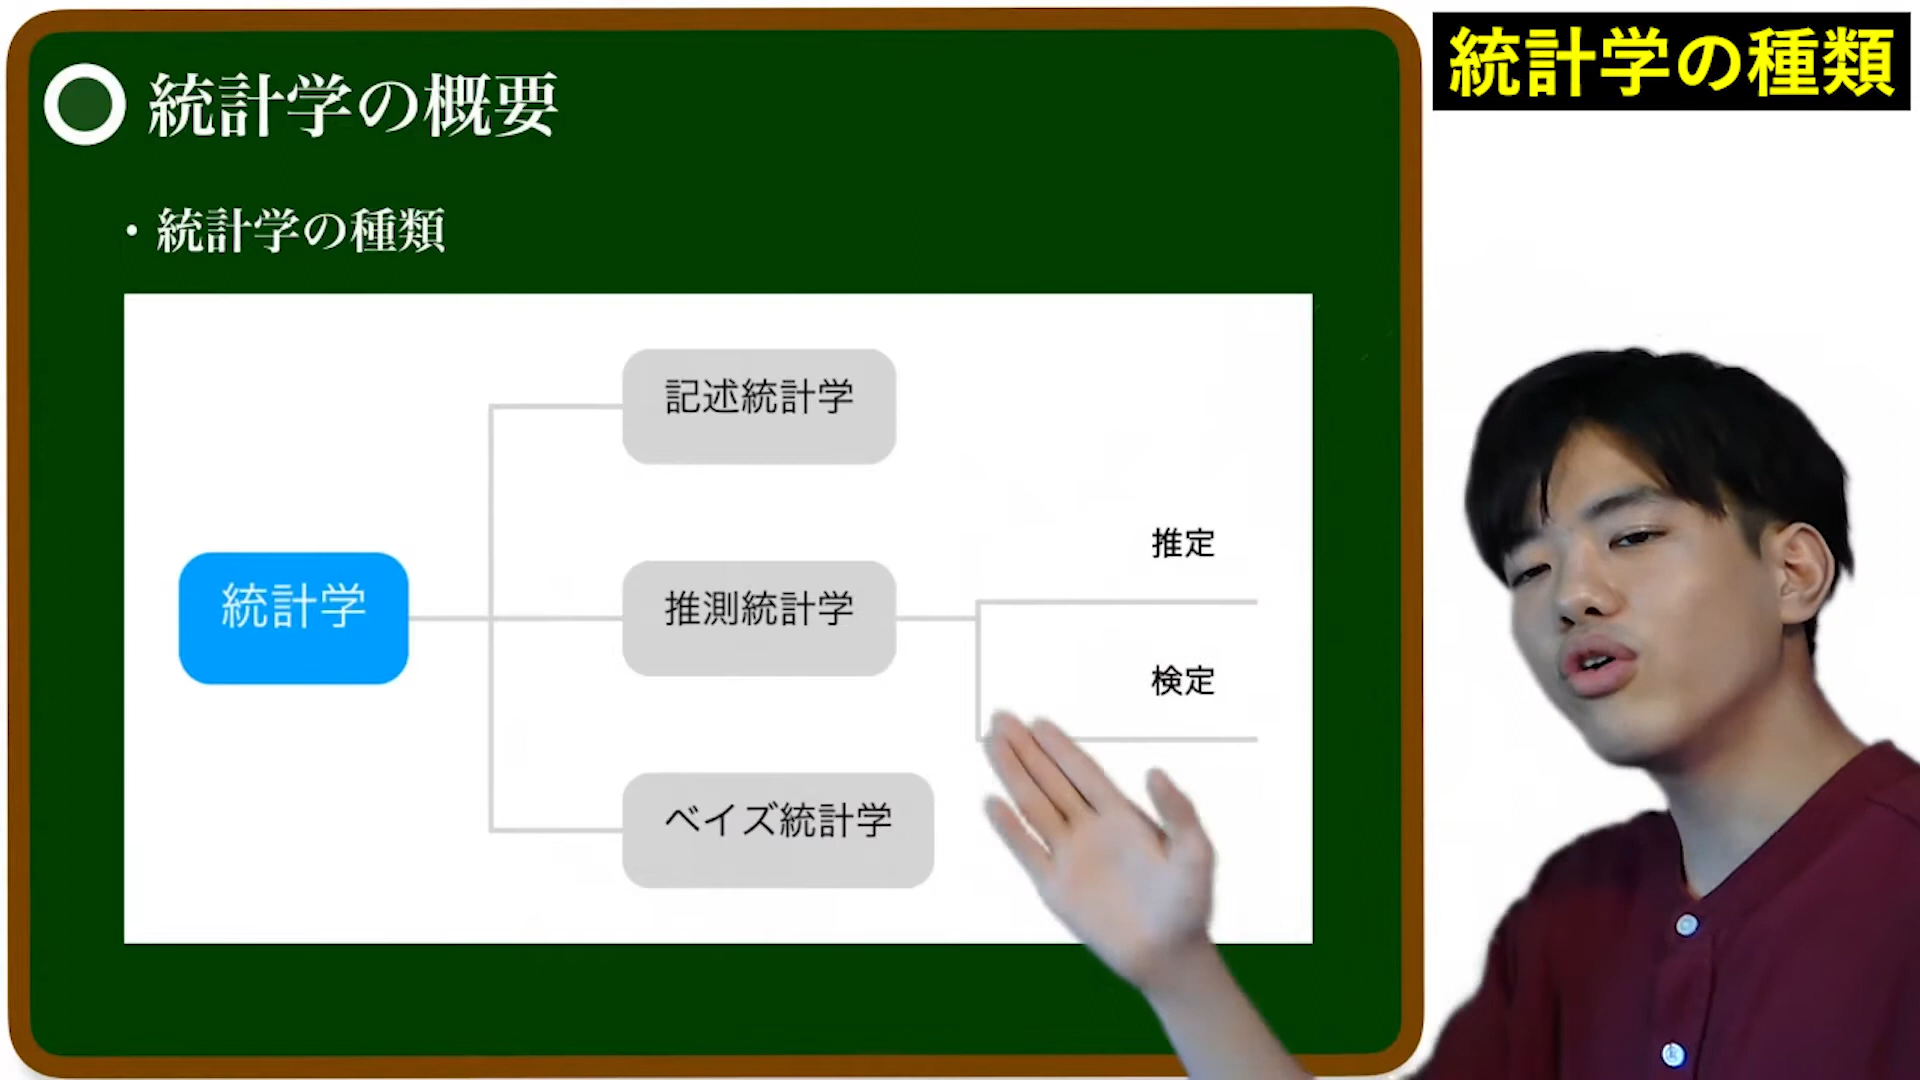 統計学の概要
統計学の種類
・統計学の種類
記述統計学
推定
統計学
推測統計学
検定
ベイズ統計学